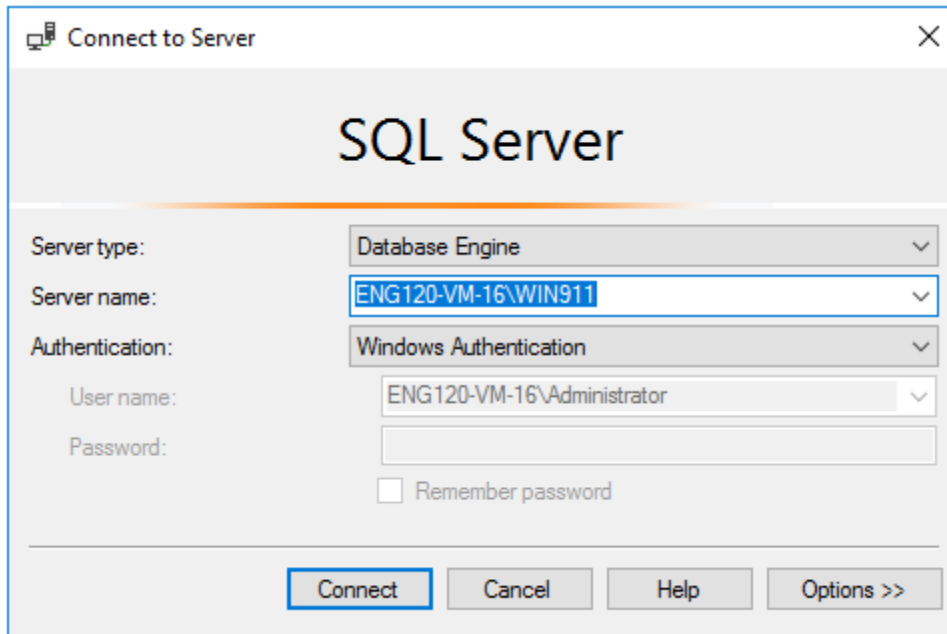 Connect to Server
SQL Server
Server type: Database Engine
Server name: ENG120-VM-16\WIN911
Authentication: Windows Authentication
User name: ENG120-VM-16\Administrator
Password:
Remember password
Connect Cancel Help Options >>